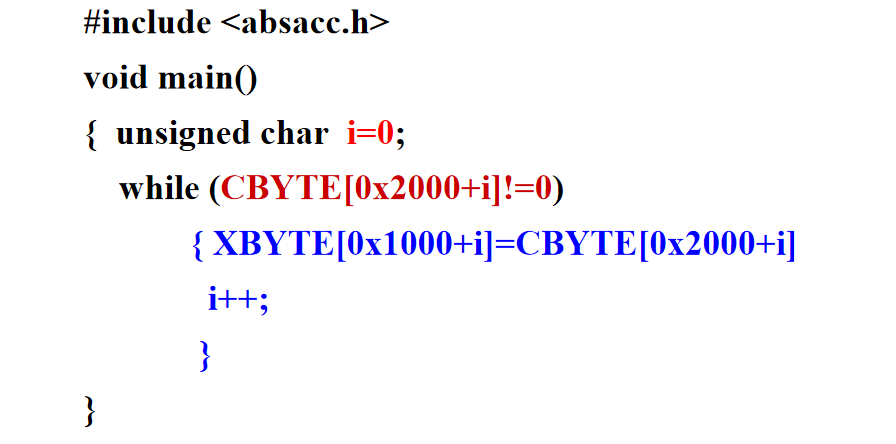 #include <absacc.h>
void main()
{ unsigned char i=0;
while (CBYTE[0x2000+i]!=0)
{ XBYTE[0x1000+i]=CBYTE[0x2000+i]
i++;
}
}